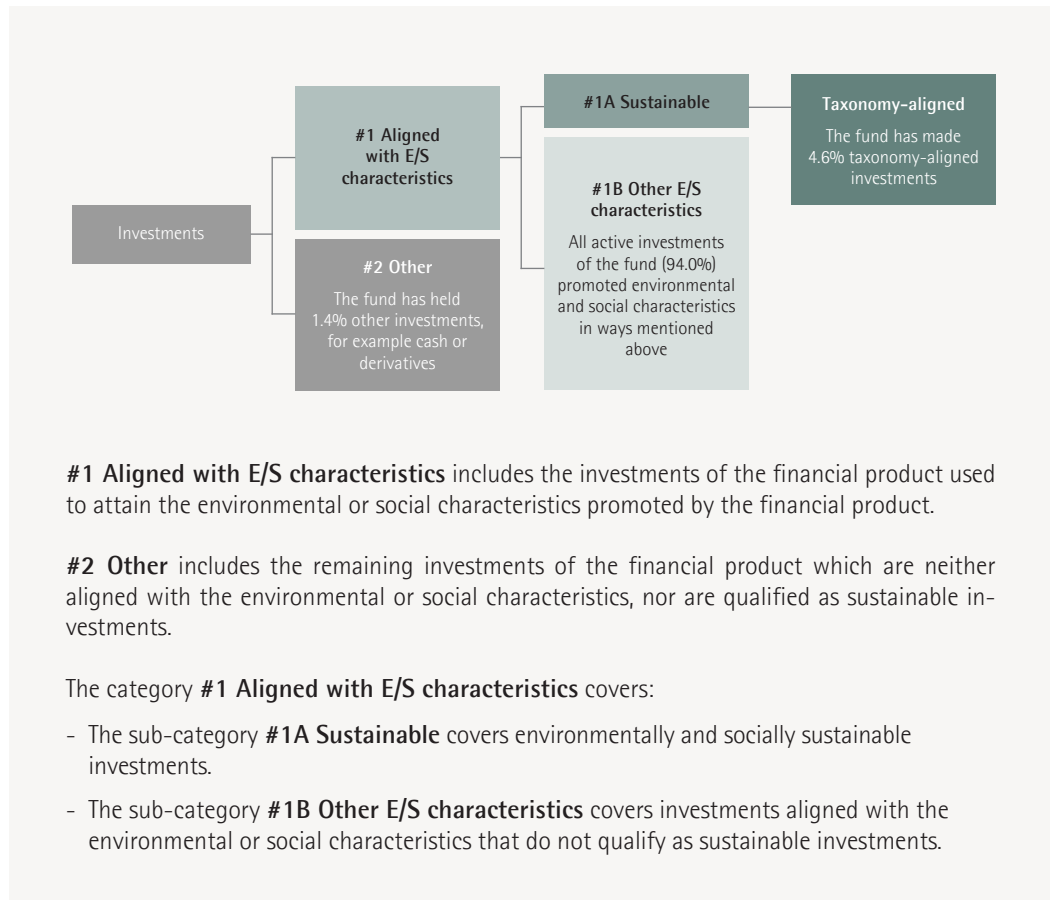 Investments
#1 Aligned
with E/S
characteristics
#2 Other
The fund has held
1.4% other investments,
for example cash or
derivatives
#1A Sustainable
#1B Other E/S
characteristics
All active investments
of the fund (94.0%)
promoted environmental
and social characteristics
in ways mentioned
above
Taxonomy-aligned
The fund has made
4.6% taxonomy-aligned
investments
#1 Aligned with E/S characteristics includes the investments of the financial product used
to attain the environmental or social characteristics promoted by the financial product.
#2 Other includes the remaining investments of the financial product which are neither
aligned with the environmental or social characteristics, nor are qualified as sustainable in-
vestments.
The category #1 Aligned with E/S characteristics covers:
- The sub-category #1A Sustainable covers environmentally and socially sustainable
investments.
- The sub-category #1B Other E/S characteristics covers investments aligned with the
environmental or social characteristics that do not qualify as sustainable investments.